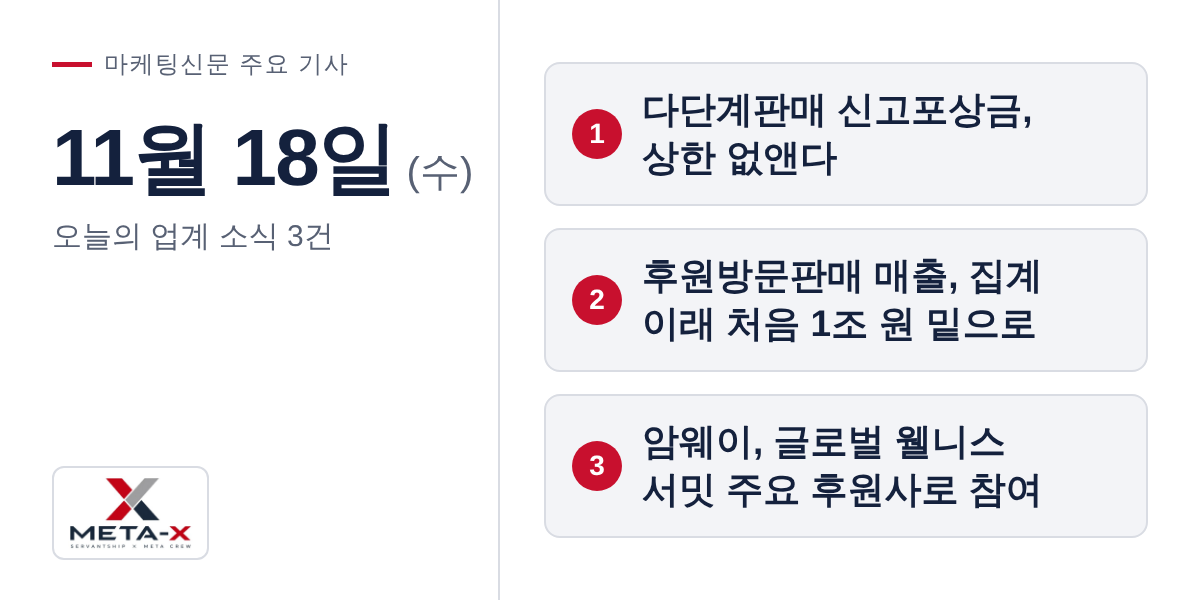 마케팅신문 주요 기사
11월 18일 (수)
오늘의 업계 소식 3건
META-X
SERVANTSHIP × META CREW
1
다단계판매 신고포상금,
상한 없앤다
2
후원방문판매 매출, 집계
이래 처음 1조 원 밑으로
3
암웨이, 글로벌 웰니스
서밋 주요 후원사로 참여